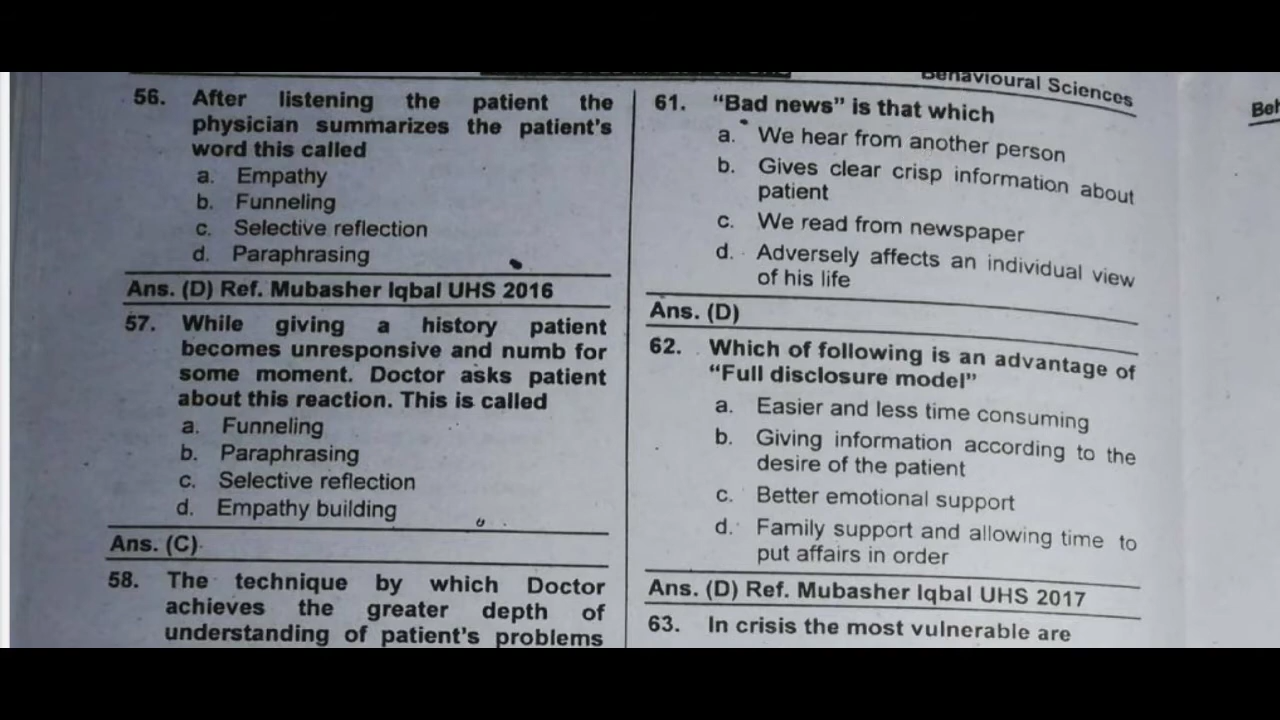 Behavioural Sciences
56. After listening the patient the
physician summarizes the patient's
word this called
a. Empathy
b. Funneling
c. Selective reflection
d. Paraphrasing
Ans. (D) Ref. Mubasher Iqbal UHS 2016
57. While giving a history patient
becomes unresponsive and numb for
some moment. Doctor asks patient
about this reaction. This is called
a. Funneling
b. Paraphrasing
c. Selective reflection
d. Empathy building
Ans. (C)
58. The technique by which Doctor
achieves the greater depth of
understanding of patient's problems
61. "Bad news" is that which
a. We hear from another person
b. Gives clear crisp information about
patient
c. We read from newspaper
d. Adversely affects an individual view
of his life
Ans. (D)
62. Which of following is an advantage of
"Full disclosure model"
a. Easier and less time consuming
b. Giving information according to the
desire of the patient
c. Better emotional support
d. Family support and allowing time to
put affairs in order
Ans. (D) Ref. Mubasher Iqbal UHS 2017
63. In crisis the most vulnerable are